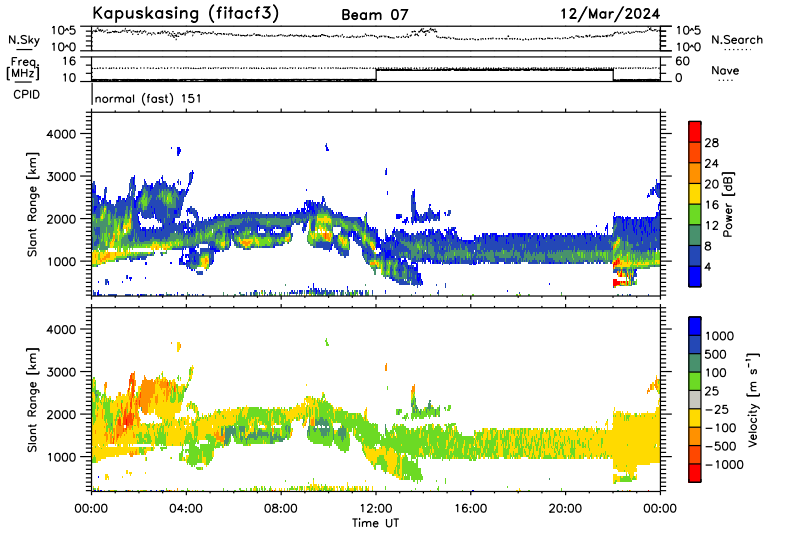 Kapuskasing (fitacf3) Beam 07 12/Mar/2024
N.Sky 10^5 10^0 10^5 10^0 N.Search
Freq. [MHz] 16 10 60 0 Nave
CPID normal (fast) 151
Slant Range [km] 4000 3000 2000 1000
Power [dB] 28 24 20 16 12 8 4
Slant Range [km] 4000 3000 2000 1000
Velocity [m s^-1] 1000 500 100 25 -25 -100 -500 -1000
00:00 04:00 08:00 12:00 16:00 20:00 00:00
Time UT